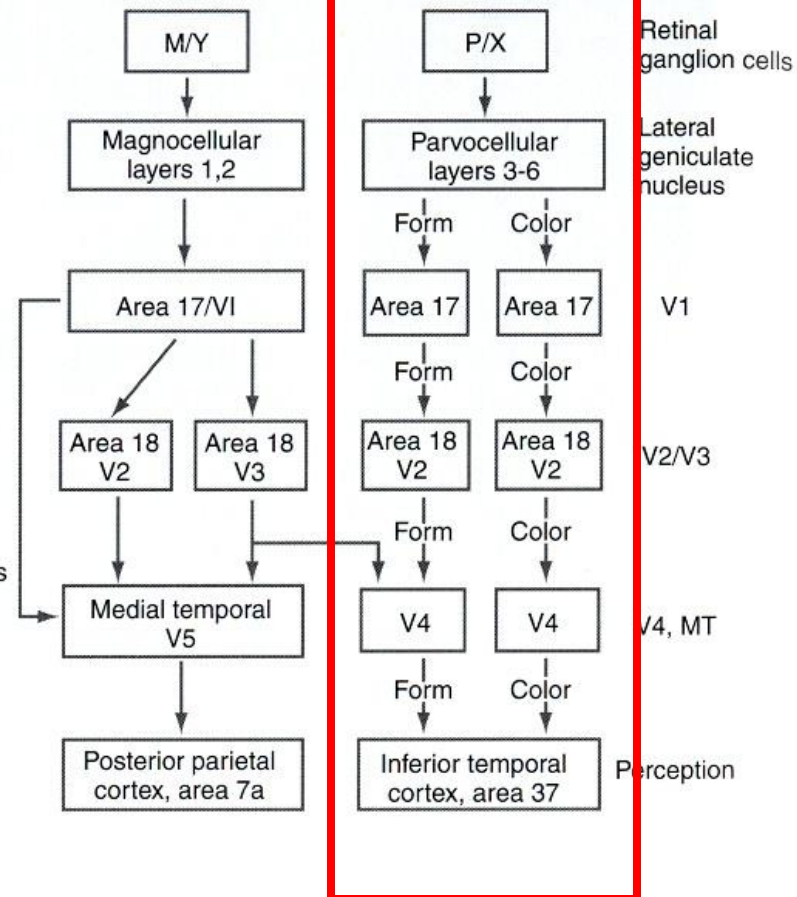 M/Y
P/X
Retinal
ganglion cells
Magnocellular
layers 1,2
Parvocellular
layers 3-6
Lateral
geniculate
nucleus
Form
Color
Area 17/VI
Area 17
Area 17
V1
Form
Color
Area 18
V2
Area 18
V3
Area 18
V2
Area 18
V2
V2/V3
Form
Color
s
Medial temporal
V5
V4
V4
V4, MT
Form
Color
Posterior parietal
cortex, area 7a
Inferior temporal
cortex, area 37
Perception